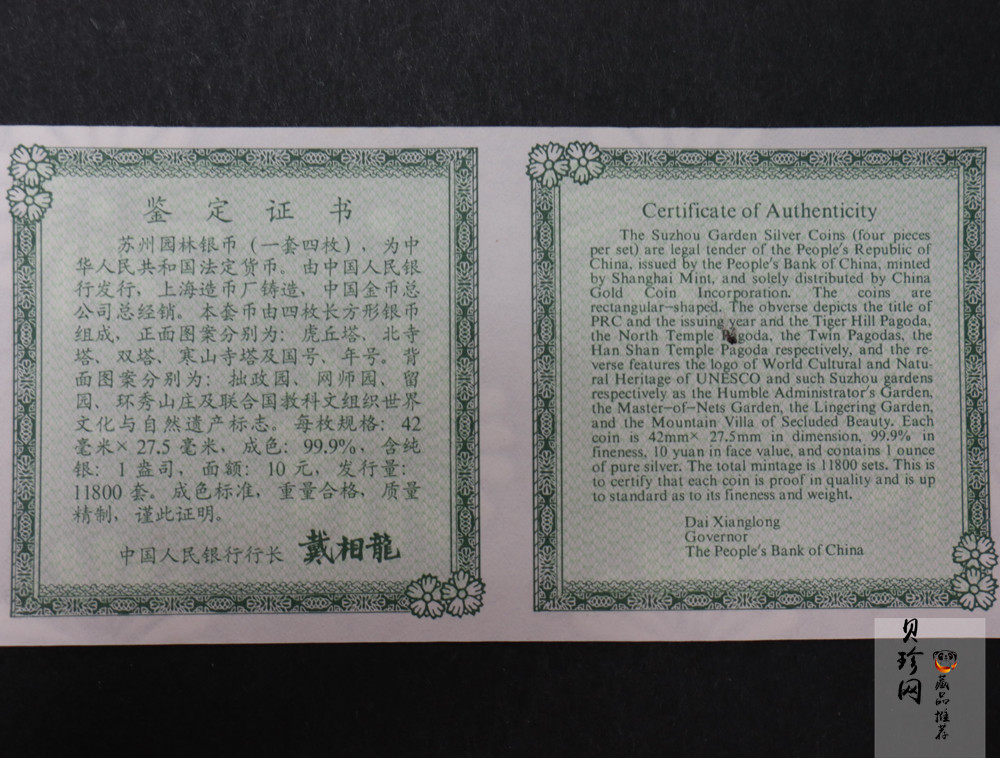 鉴定证书
苏州园林银币（一套四枚），为中
华人民共和国法定货币。由中国人民银
行发行，上海造币厂铸造，中国金币总
公司总经销。本套币由四枚长方形银币
组成，正面图案分别为：虎丘塔、北寺
塔、双塔、寒山寺塔及国号、年号。背
面图案分别为：拙政园、网师园、留
园、环秀山庄及联合国教科文组织世界
文化与自然遗产标志。每枚规格：42
毫米×27.5毫米，成色：99.9%，含纯
银：1盎司，面额：10元，发行量：
11800套。成色标准，重量合格，质量
精制，谨此证明。
中国人民银行行长 戴相龍
Certificate of Authenticity
The Suzhou Garden Silver Coins (four pieces
per set) are legal tender of the People's Republic of
China, issued by the People's Bank of China, minted
by Shanghai Mint, and solely distributed by China
Gold Coin Incorporation. The coins are
rectangular-shaped. The obverse depicts the title of
PRC and the issuing year and the Tiger Hill Pagoda,
the North Temple Pagoda, the Twin Pagodas, the
Han Shan Temple Pagoda respectively, and the re-
verse features the logo of World Cultural and Natu-
ral Heritage of UNESCO and such Suzhou gardens
respectively as the Humble Administrator's Garden,
the Master-of-Nets Garden, the Lingering Garden,
and the Mountain Villa of Secluded Beauty. Each
coin is 42mm× 27.5mm in dimension, 99.9% in
fineness, 10 yuan in face value, and contains 1 ounce
of pure silver. The total mintage is 11800 sets. This is
to certify that each coin is proof in quality and is up
to standard as to its fineness and weight.
Dai Xianglong
Governor
The People's Bank of China
贝珍网
藏品推荐